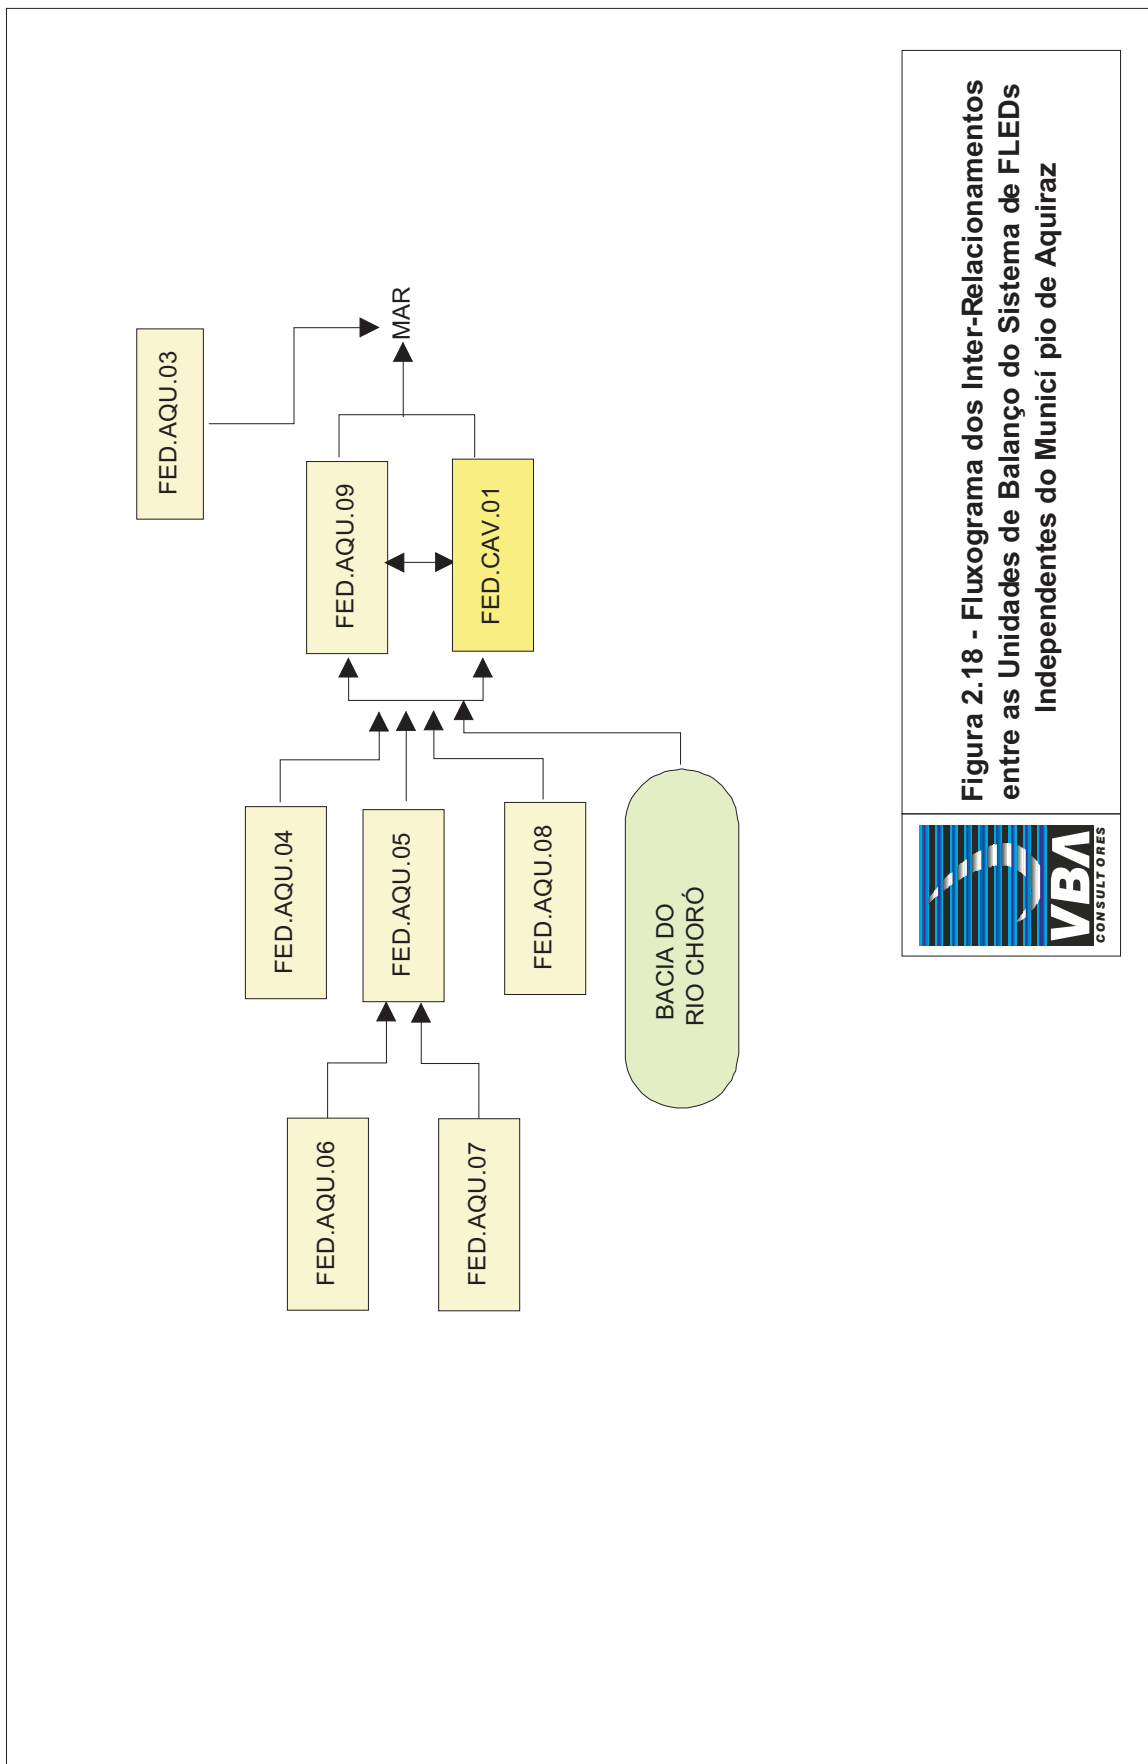 FED.AQU.03
MAR
FED.AQU.09
FED.CAV.01
FED.AQU.04
FED.AQU.05
FED.AQU.08
BACIA DO
RIO CHORÓ
FED.AQU.06
FED.AQU.07
VBA
CONSULTORES
Figura 2.18 - Fluxograma dos Inter-Relacionamentos
entre as Unidades de Balanço do Sistema de FLEDs
Independentes do Municí pio de Aquiraz